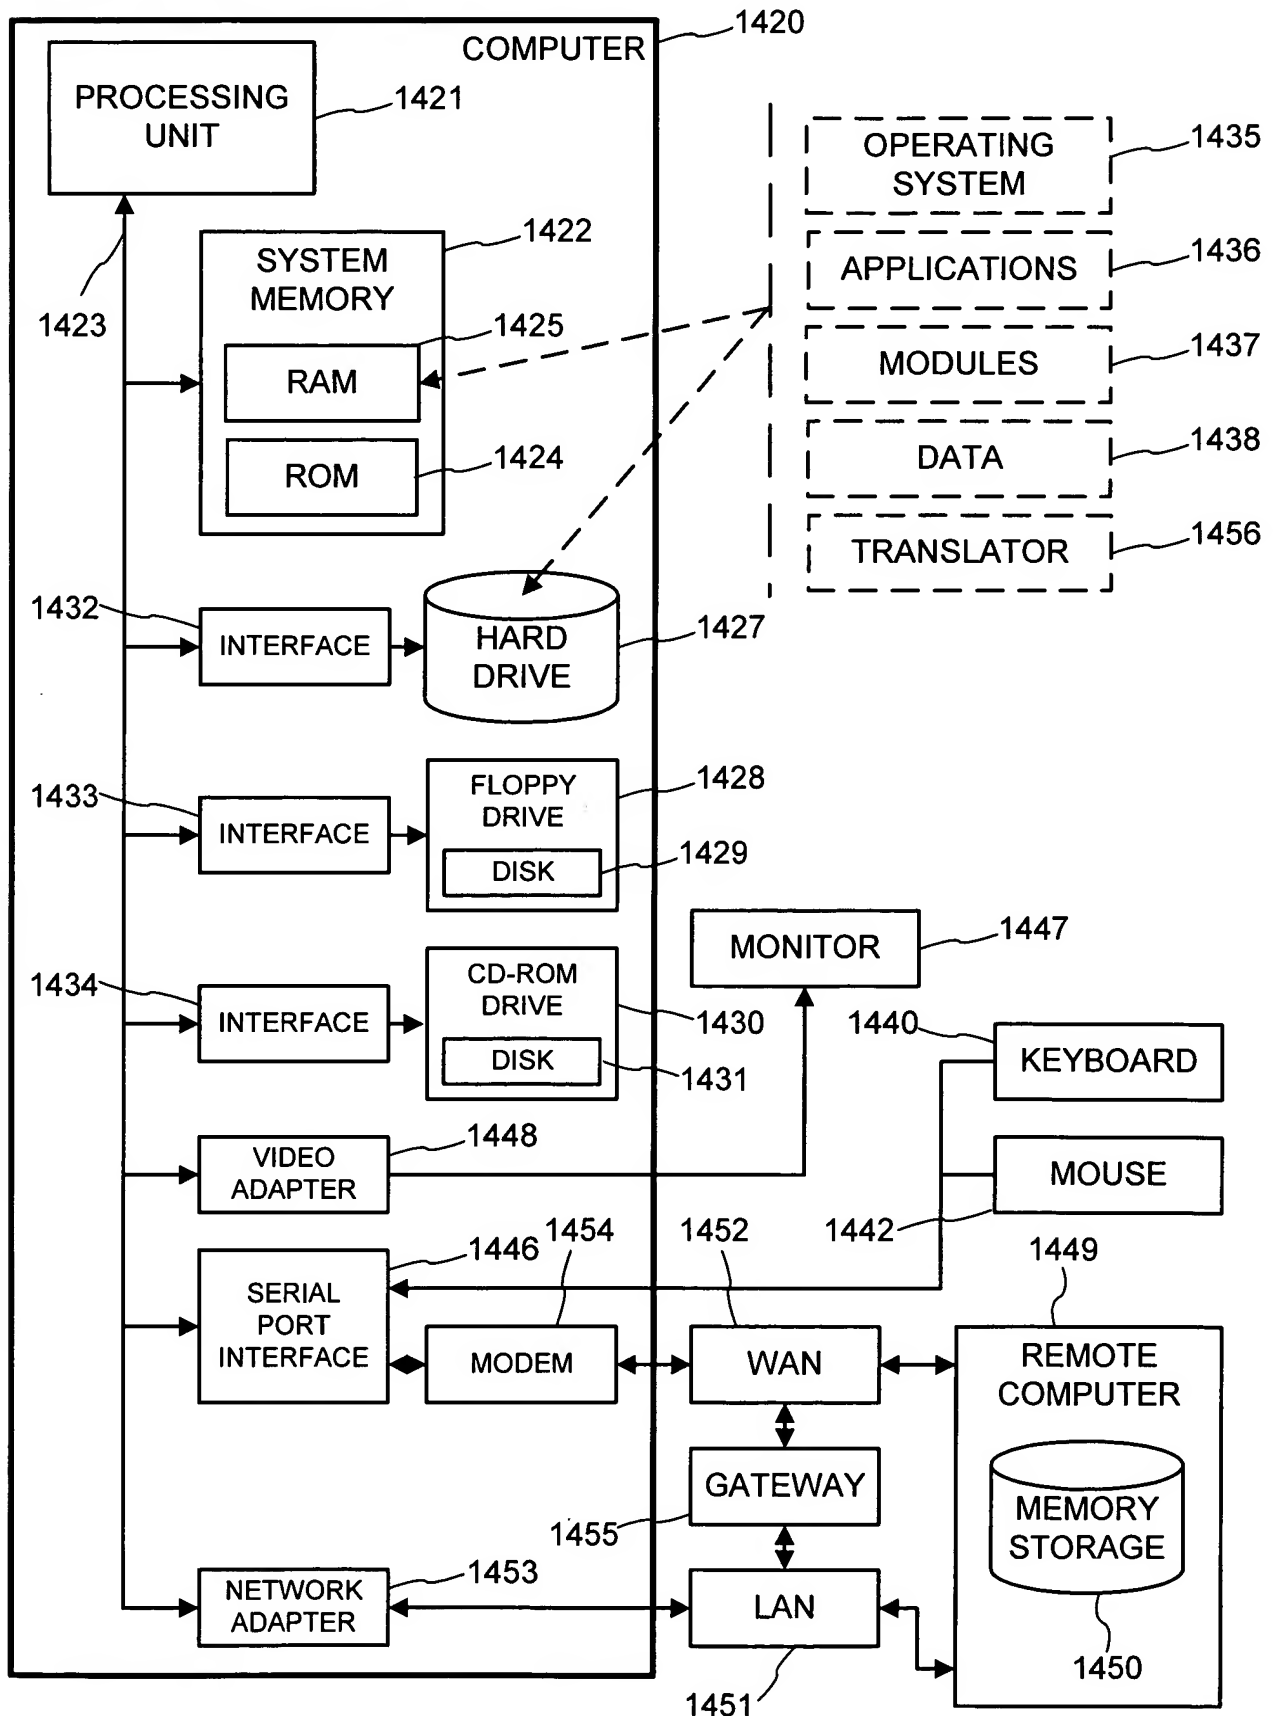 1420
COMPUTER
PROCESSING
UNIT
1421
1423
1422
SYSTEM
MEMORY
1425
RAM
1424
ROM
OPERATING
SYSTEM
1435
APPLICATIONS
1436
MODULES
1437
DATA
1438
TRANSLATOR
1456
1432
INTERFACE
HARD
DRIVE
1427
1433
INTERFACE
FLOPPY
DRIVE
1428
DISK
1429
1434
INTERFACE
CD-ROM
DRIVE
1430
DISK
1431
MONITOR
1447
1440
KEYBOARD
MOUSE
1442
1448
VIDEO
ADAPTER
1446
SERIAL
PORT
INTERFACE
1454
MODEM
1452
WAN
1449
REMOTE
COMPUTER
MEMORY
STORAGE
1450
GATEWAY
1455
1453
NETWORK
ADAPTER
LAN
1451